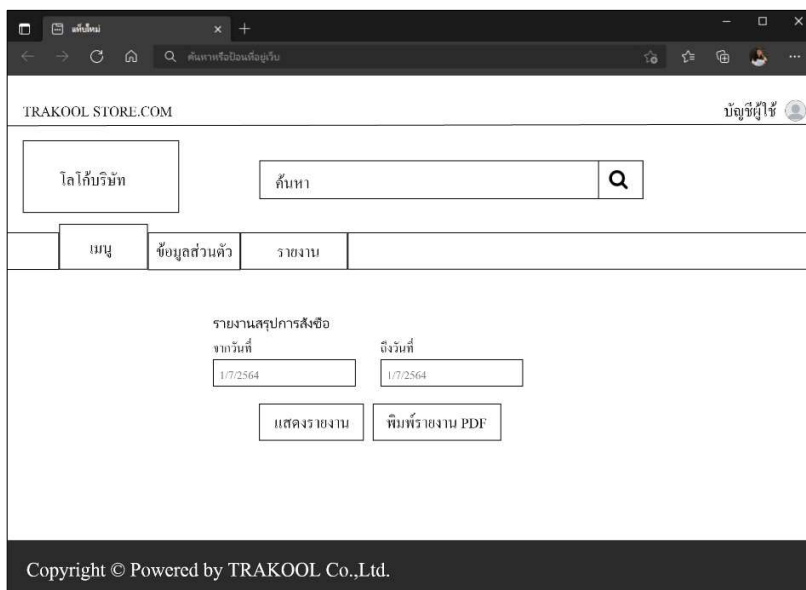 แท็บใหม่
ค้นหาหรือป้อนที่อยู่เว็บ
TRAKOOL STORE.COM
บัญชีผู้ใช้
โลโก้บริษัท
ค้นหา
เมนู
ข้อมูลส่วนตัว
รายงาน
รายงานสรุปการสั่งซื้อ
จากวันที่ ถึงวันที่
1/7/2564 1/7/2564
แสดงรายงาน พิมพ์รายงาน PDF
Copyright © Powered by TRAKOOL Co.,Ltd.